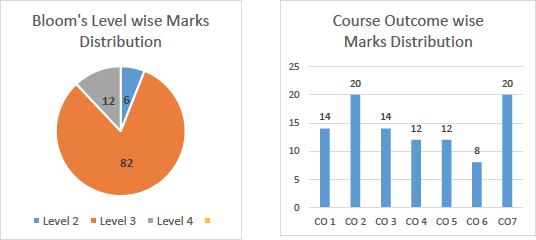 Bloom's Level wise Marks
Distribution
6
12
82
Level 2 Level 3 Level 4
Course Outcome wise
Marks Distribution
25
20
15
10
5
0
14 20 14 12 12 8 20
CO 1 CO 2 CO 3 CO 4 CO 5 CO 6 CO7